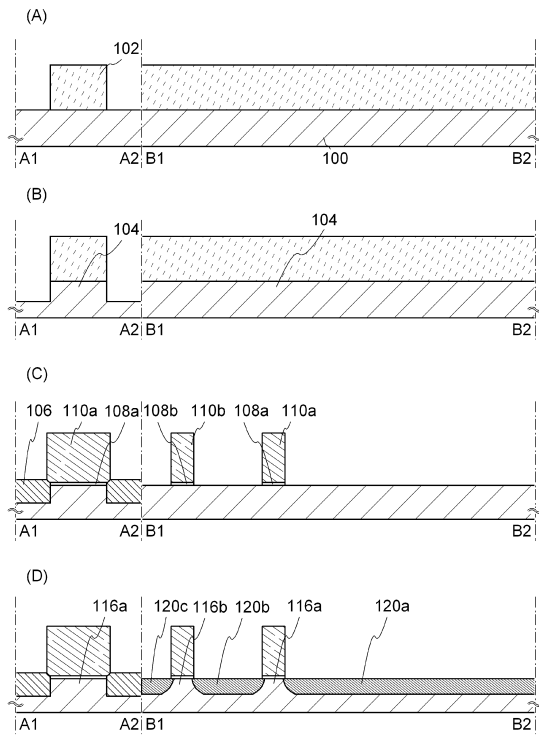 (A)
102
A1 A2 B1 100 B2
(B)
104 104
A1 A2 B1 B2
(C)
106 110a 108a 108b 110b 108a 110a
A1 A2 B1 B2
(D)
116a 120c 116b 120b 116a 120a
A1 A2 B1 B2